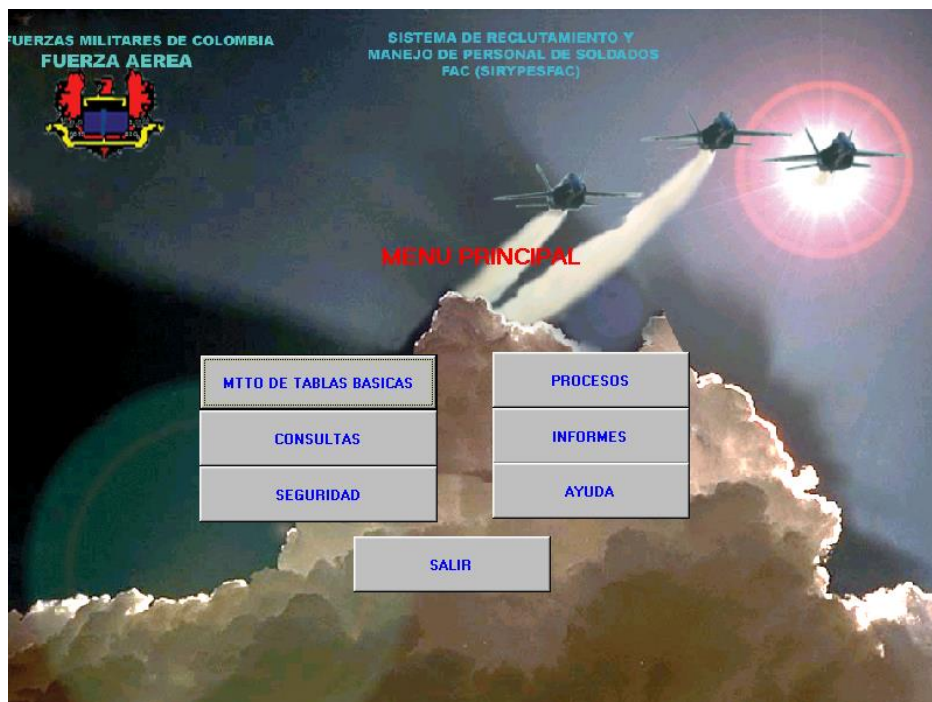 FUERZAS MILITARES DE COLOMBIA
FUERZA AEREA
SISTEMA DE RECLUTAMIENTO Y
MANEJO DE PERSONAL DE SOLDADOS
FAC (SIRYPESFAC)
MENU PRINCIPAL
MTTO DE TABLAS BASICAS
PROCESOS
CONSULTAS
INFORMES
SEGURIDAD
AYUDA
SALIR